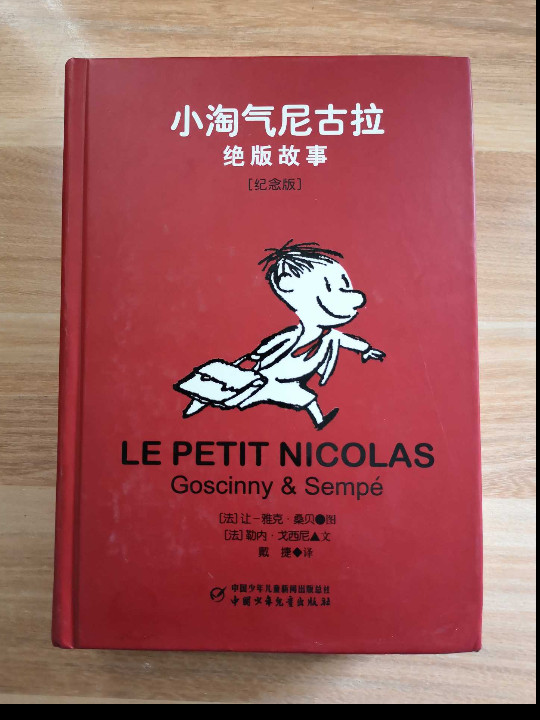 小淘气尼古拉
绝版故事
[纪念版]
LE PETIT NICOLAS
Goscinny & Sempé
[法]让－雅克·桑贝●图
[法]勒内·戈西尼▲文
戴 捷◆译
中国少年儿童新闻出版总社
中国少年儿童出版社